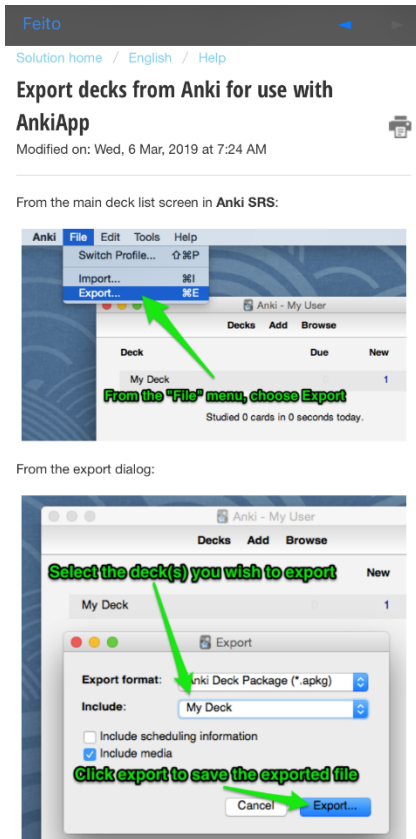 Feito
Solution home / English / Help
Export decks from Anki for use with
AnkiApp
Modified on: Wed, 6 Mar, 2019 at 7:24 AM
From the main deck list screen in Anki SRS:
Anki File Edit Tools Help
Switch Profile... ⇧⌘P
Import... ⌘I
Export... ⌘E
Anki - My User
Decks Add Browse
Deck Due New
My Deck 1
From the "File" menu, choose Export
Studied 0 cards in 0 seconds today.
From the export dialog:
Anki - My User
Decks Add Browse
Select the deck(s) you wish to export
New
My Deck 0 1
Export
Export format: Anki Deck Package (*.apkg)
Include: My Deck
Include scheduling information
Include media
Click export to save the exported file
Cancel Export...